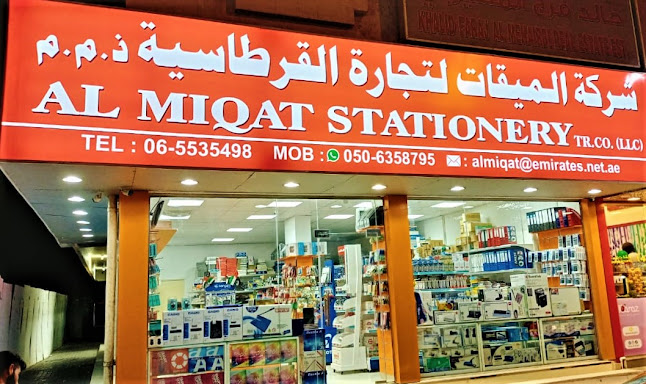 شركة الميقات لتجارة القرطاسية ذ.م.م
AL MIQAT STATIONERY TR.CO. (LLC)
TEL : 06-5535498 MOB : 050-6358795 : almiqat@emirates.net.ae